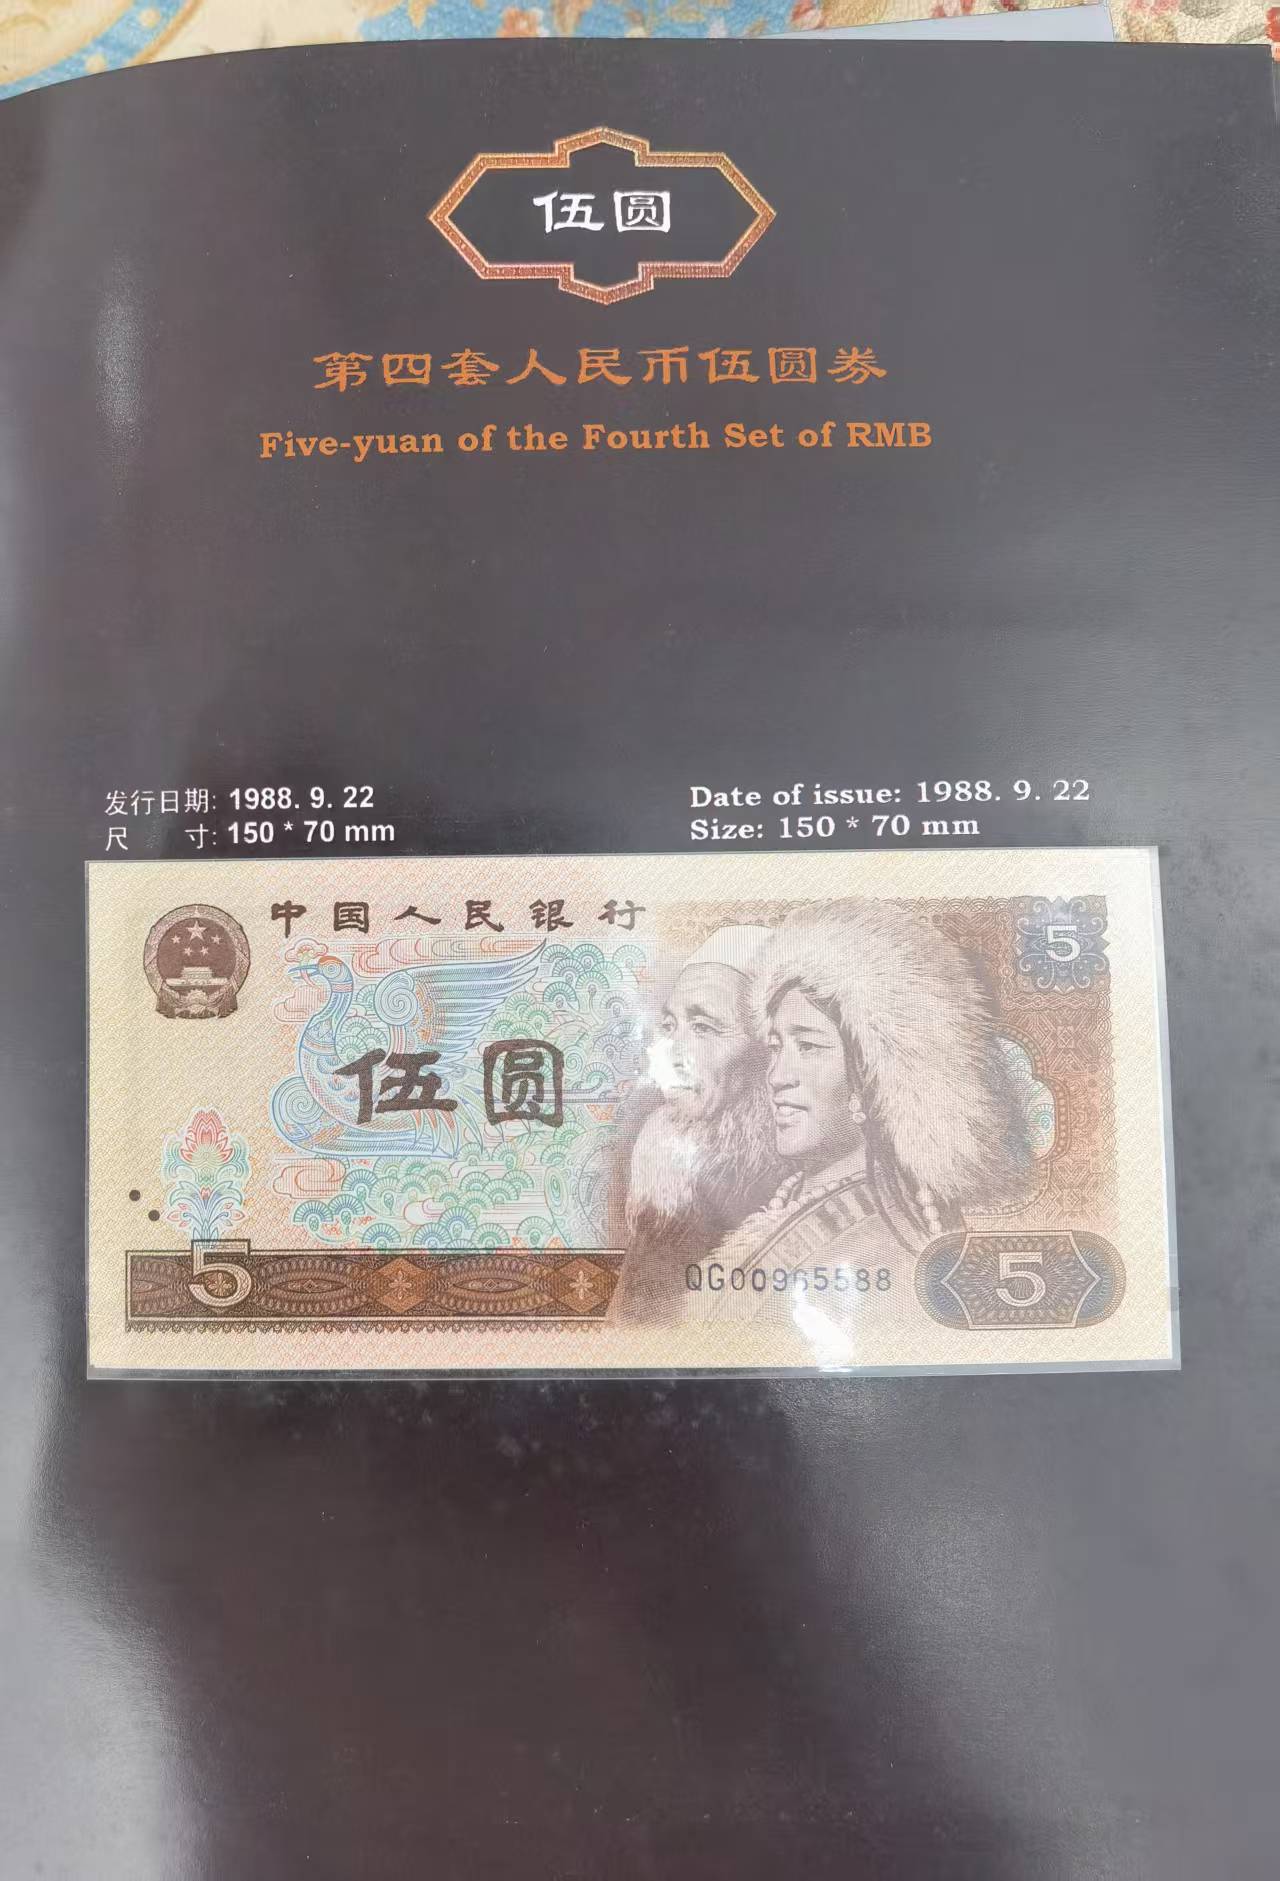 伍圆
第四套人民币伍圆券
Five-yuan of the Fourth Set of RMB
发行日期: 1988. 9. 22
尺 寸: 150 * 70 mm
Date of issue: 1988. 9. 22
Size: 150 * 70 mm
中国人民银行
5
伍圆
5
QG00965588
5